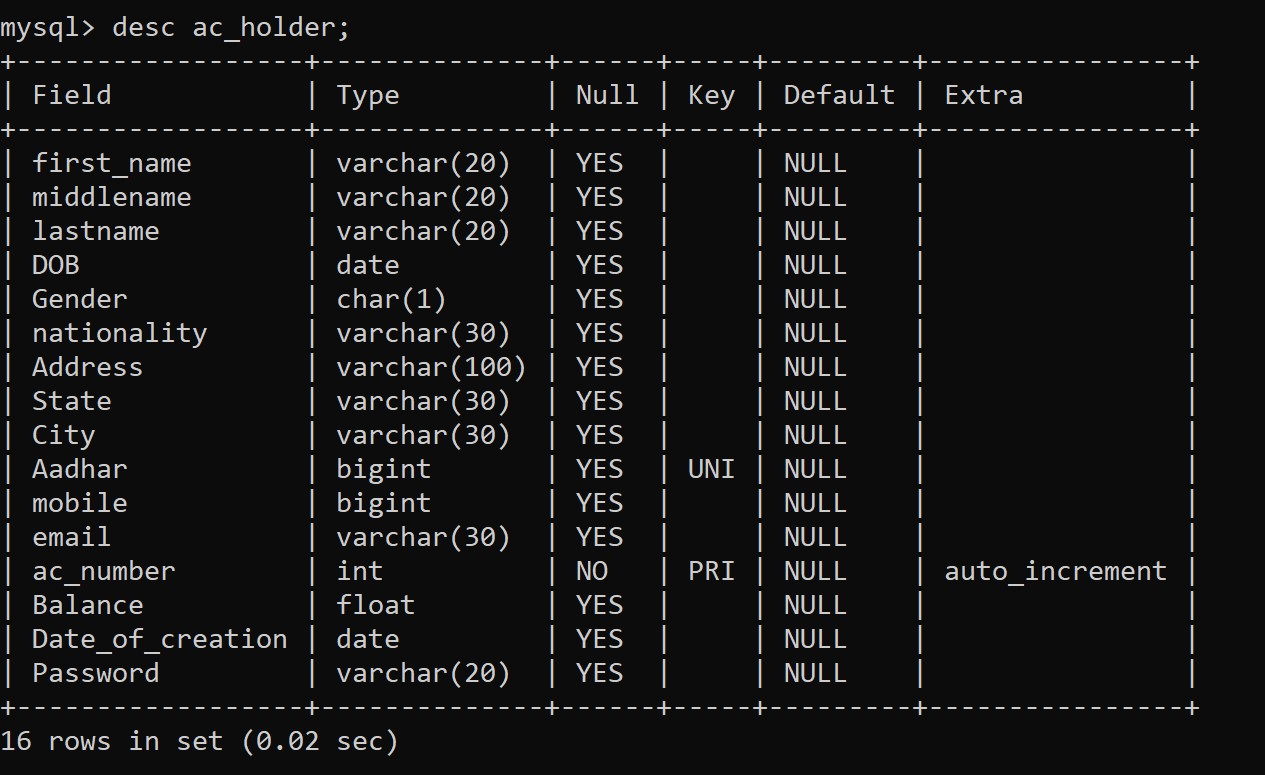 mysql> desc ac_holder;
+------------------+--------------+------+-----+---------+----------------+
| Field            | Type         | Null | Key | Default | Extra          |
+------------------+--------------+------+-----+---------+----------------+
| first_name       | varchar(20)  | YES  |     | NULL    |                |
| middlename       | varchar(20)  | YES  |     | NULL    |                |
| lastname         | varchar(20)  | YES  |     | NULL    |                |
| DOB              | date         | YES  |     | NULL    |                |
| Gender           | char(1)      | YES  |     | NULL    |                |
| nationality      | varchar(30)  | YES  |     | NULL    |                |
| Address          | varchar(100) | YES  |     | NULL    |                |
| State            | varchar(30)  | YES  |     | NULL    |                |
| City             | varchar(30)  | YES  |     | NULL    |                |
| Aadhar           | bigint       | YES  | UNI | NULL    |                |
| mobile           | bigint       | YES  |     | NULL    |                |
| email            | varchar(30)  | YES  |     | NULL    |                |
| ac_number        | int          | NO   | PRI | NULL    | auto_increment |
| Balance          | float        | YES  |     | NULL    |                |
| Date_of_creation | date         | YES  |     | NULL    |                |
| Password         | varchar(20)  | YES  |     | NULL    |                |
+------------------+--------------+------+-----+---------+----------------+
16 rows in set (0.02 sec)